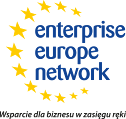 enterprise
europe
network
Wsparcie dla biznesu w zasięgu ręki